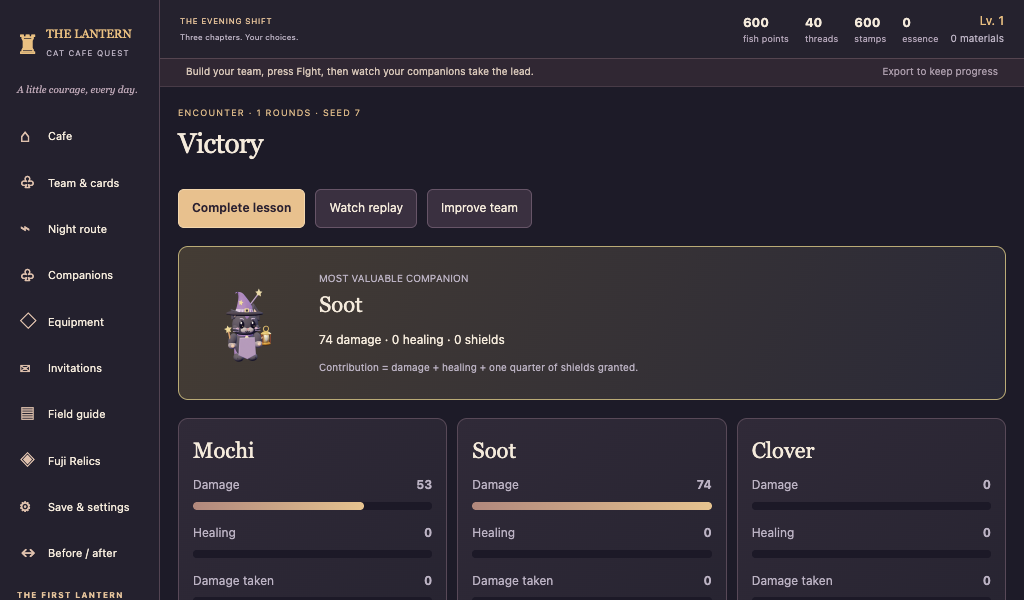 THE LANTERN
CAT CAFE QUEST
A little courage, every day.
Cafe
Team & cards
Night route
Companions
Equipment
Invitations
Field guide
Fuji Relics
Save & settings
Before / after
THE FIRST LANTERN
THE EVENING SHIFT
Three chapters. Your choices.
600 fish points
40 threads
600 stamps
0 essence
Lv. 1
0 materials
Build your team, press Fight, then watch your companions take the lead.
Export to keep progress
ENCOUNTER · 1 ROUNDS · SEED 7
Victory
Complete lesson
Watch replay
Improve team
MOST VALUABLE COMPANION
Soot
74 damage · 0 healing · 0 shields
Contribution = damage + healing + one quarter of shields granted.
Mochi
Damage 53
Healing 0
Damage taken 0
Soot
Damage 74
Healing 0
Damage taken 0
Clover
Damage 0
Healing 0
Damage taken 0